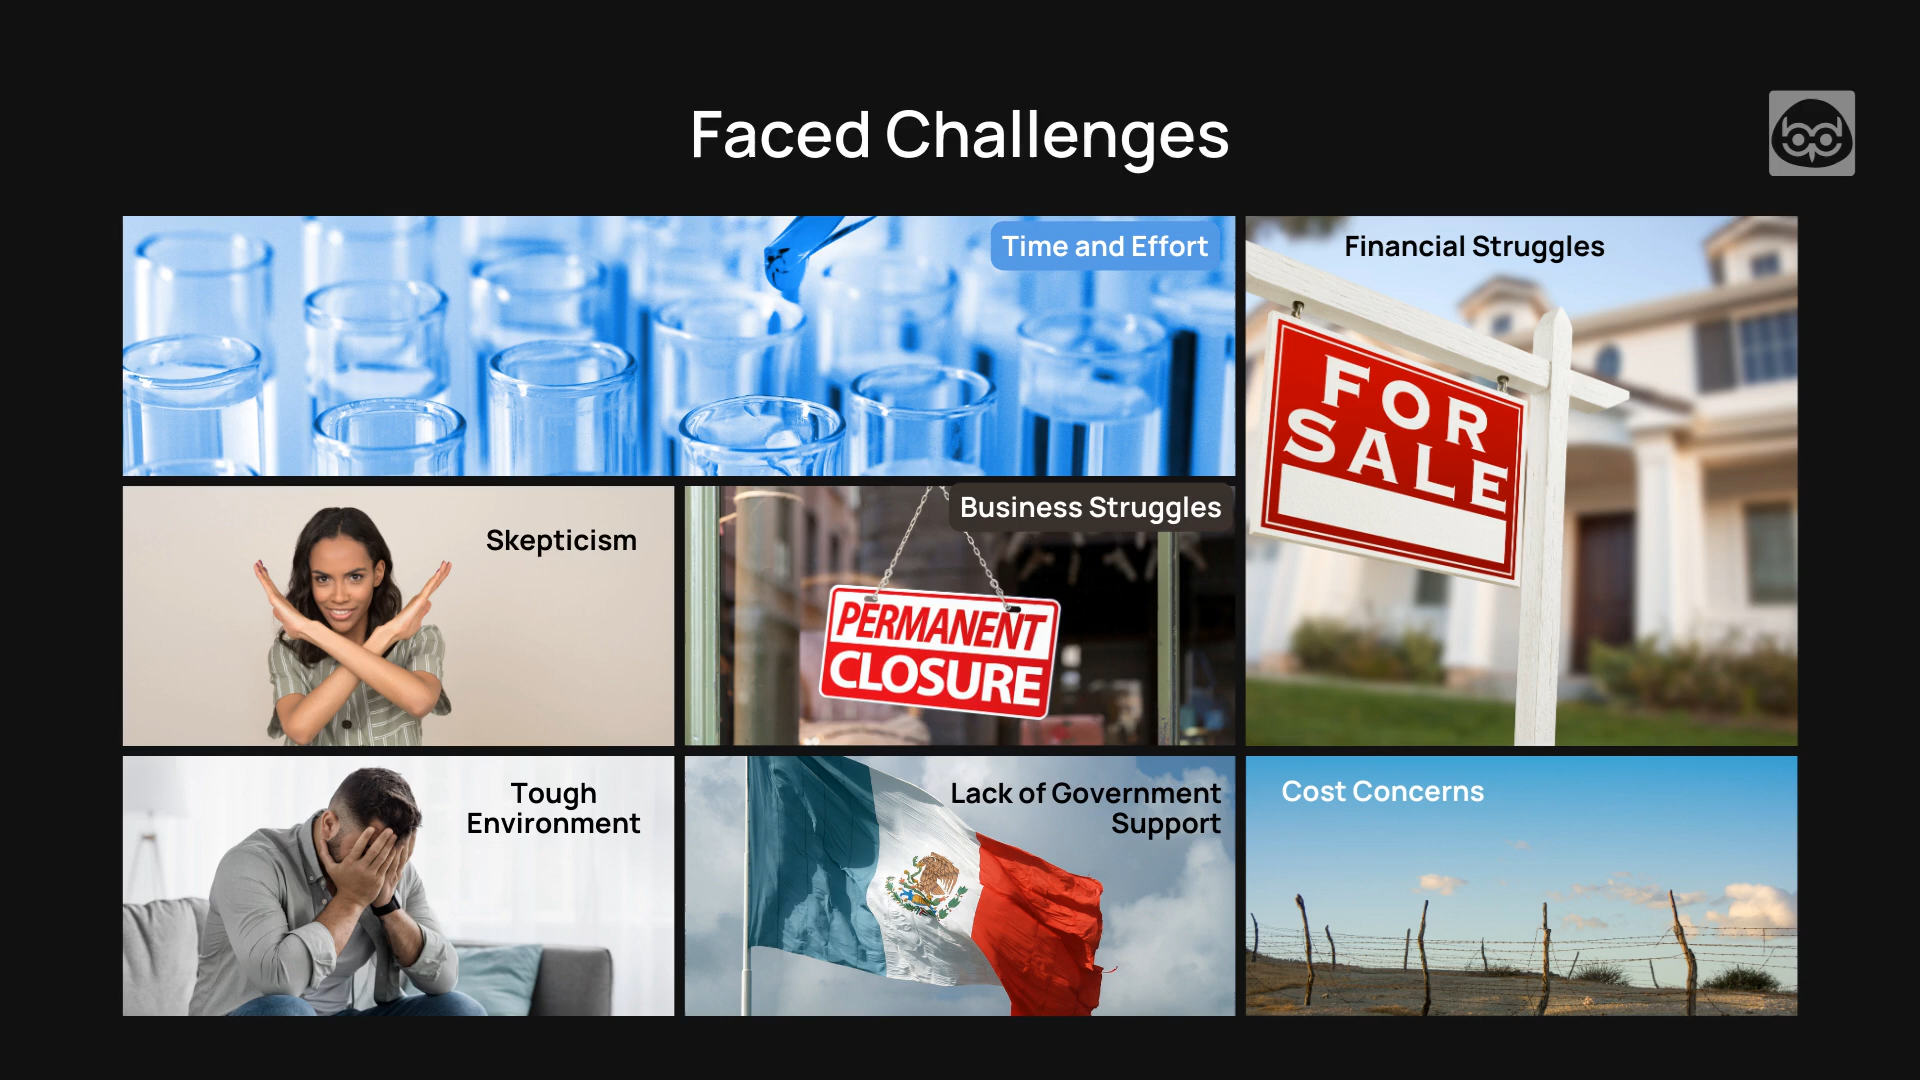 Faced Challenges
Time and Effort
Financial Struggles
FOR
SALE
Skepticism
Business Struggles
PERMANENT
CLOSURE
Tough
Environment
Lack of Government
Support
Cost Concerns